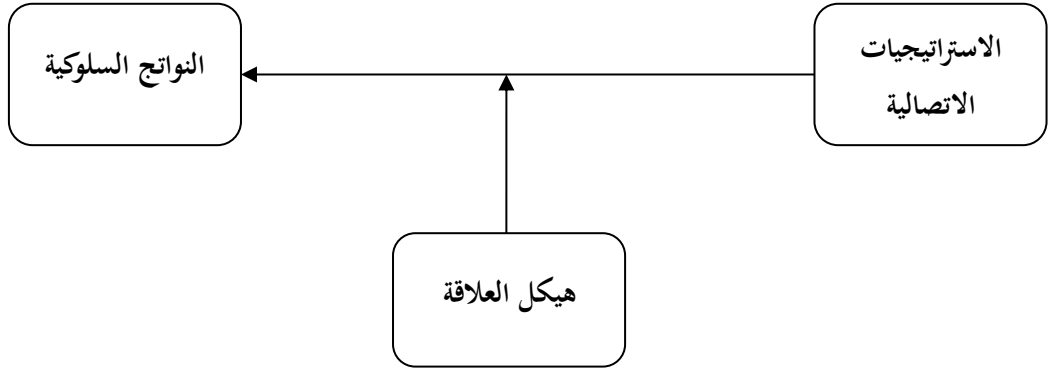 الاستراتيجيات
الاتصالية
النواتج السلوكية
هيكل العلاقة